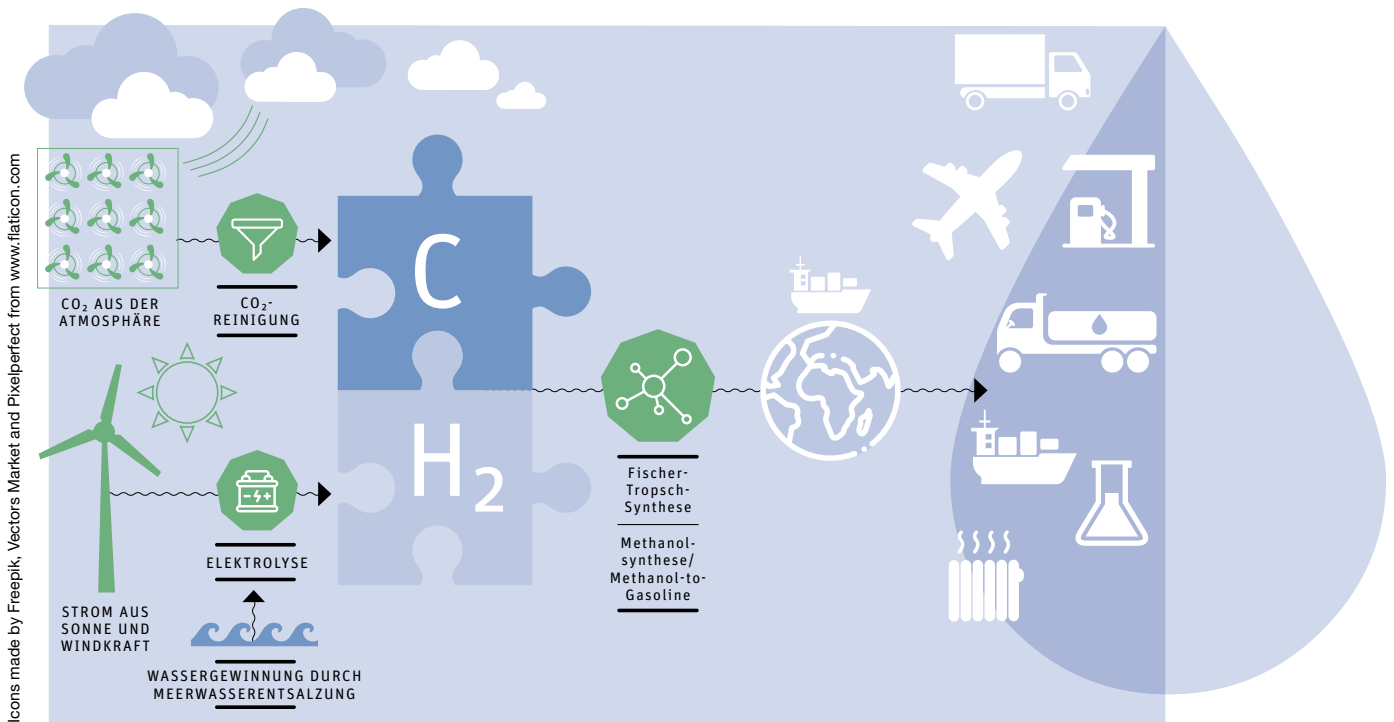 Icons made by Freepik, Vectors Market and Pixelperfect from www.flaticon.com
CO₂ AUS DER
ATMOSPHÄRE
CO₂-
REINIGUNG
C
H₂
STROM AUS
SONNE UND
WINDKRAFT
ELEKTROLYSE
WASSERGEWINNUNG DURCH
MEERWASSERENTSALZUNG
Fischer-
Tropsch-
Synthese
Methanol-
synthese/
Methanol-to-
Gasoline